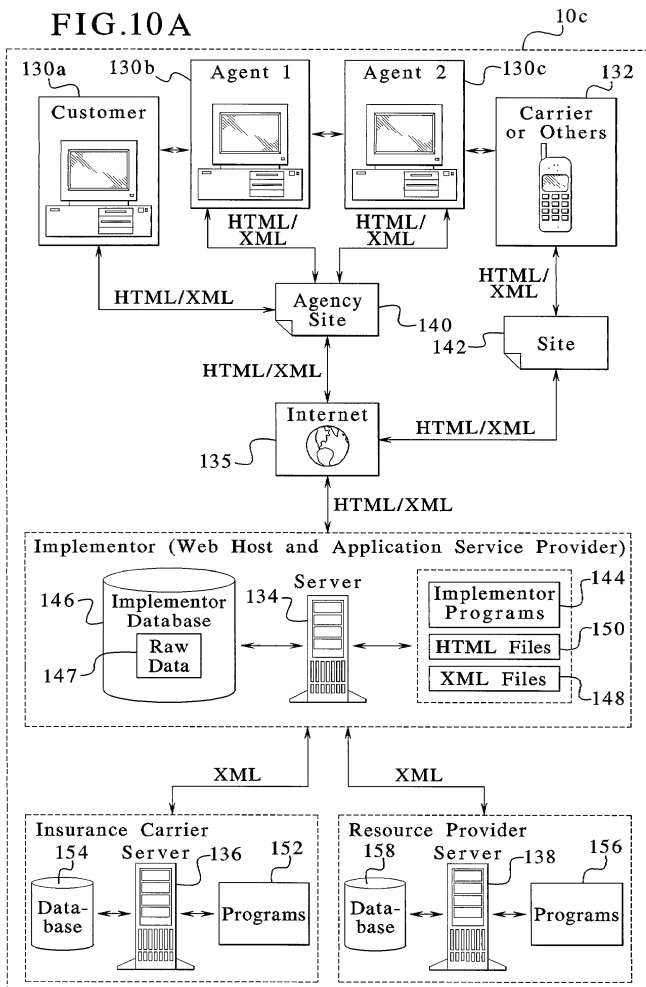 FIG.10A
10c
130a
130b
130c
132
Customer
Agent 1
Agent 2
Carrier
or Others
HTML/
XML
HTML/
XML
HTML/
XML
HTML/XML
Agency
Site
140
142
Site
HTML/XML
Internet
135
HTML/XML
HTML/XML
Implementor (Web Host and Application Service Provider)
146
Implementor
Database
147
Raw
Data
Server
134
Implementor
Programs
144
HTML Files
150
XML Files
148
XML
XML
Insurance Carrier
Server
154
136
152
Data-
base
Programs
Resource Provider
Server
158
138
156
Data-
base
Programs